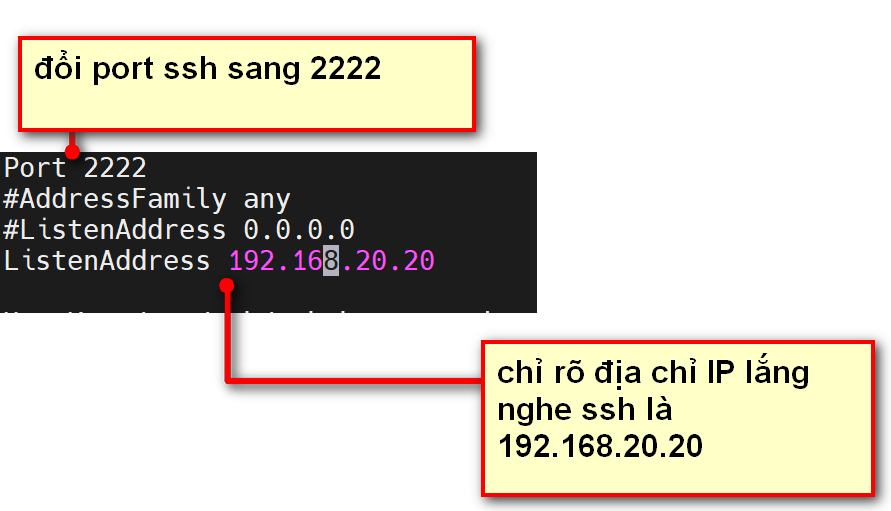 đổi port ssh sang 2222
Port 2222
#AddressFamily any
#ListenAddress 0.0.0.0
ListenAddress 192.168.20.20
chỉ rõ địa chỉ IP lắng
nghe ssh là
192.168.20.20